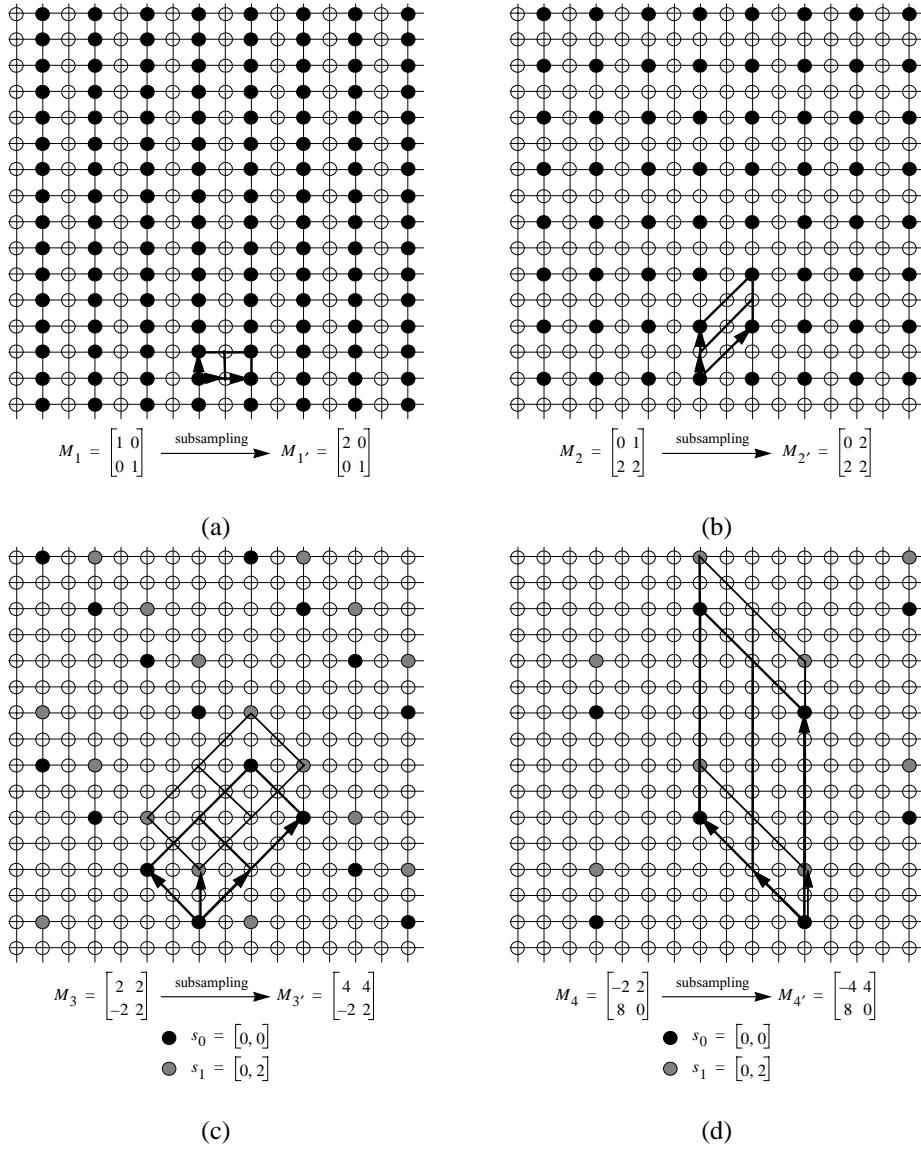 M1 = [1 0 0 1] subsampling M1′ = [2 0 0 1]
M2 = [0 1 2 2] subsampling M2′ = [0 2 2 2]
(a)
(b)
M3 = [2 2 −2 2] subsampling M3′ = [4 4 −2 2]
M4 = [−2 2 8 0] subsampling M4′ = [−4 4 8 0]
s0 = [0, 0]
s0 = [0, 0]
s1 = [0, 2]
s1 = [0, 2]
(c)
(d)